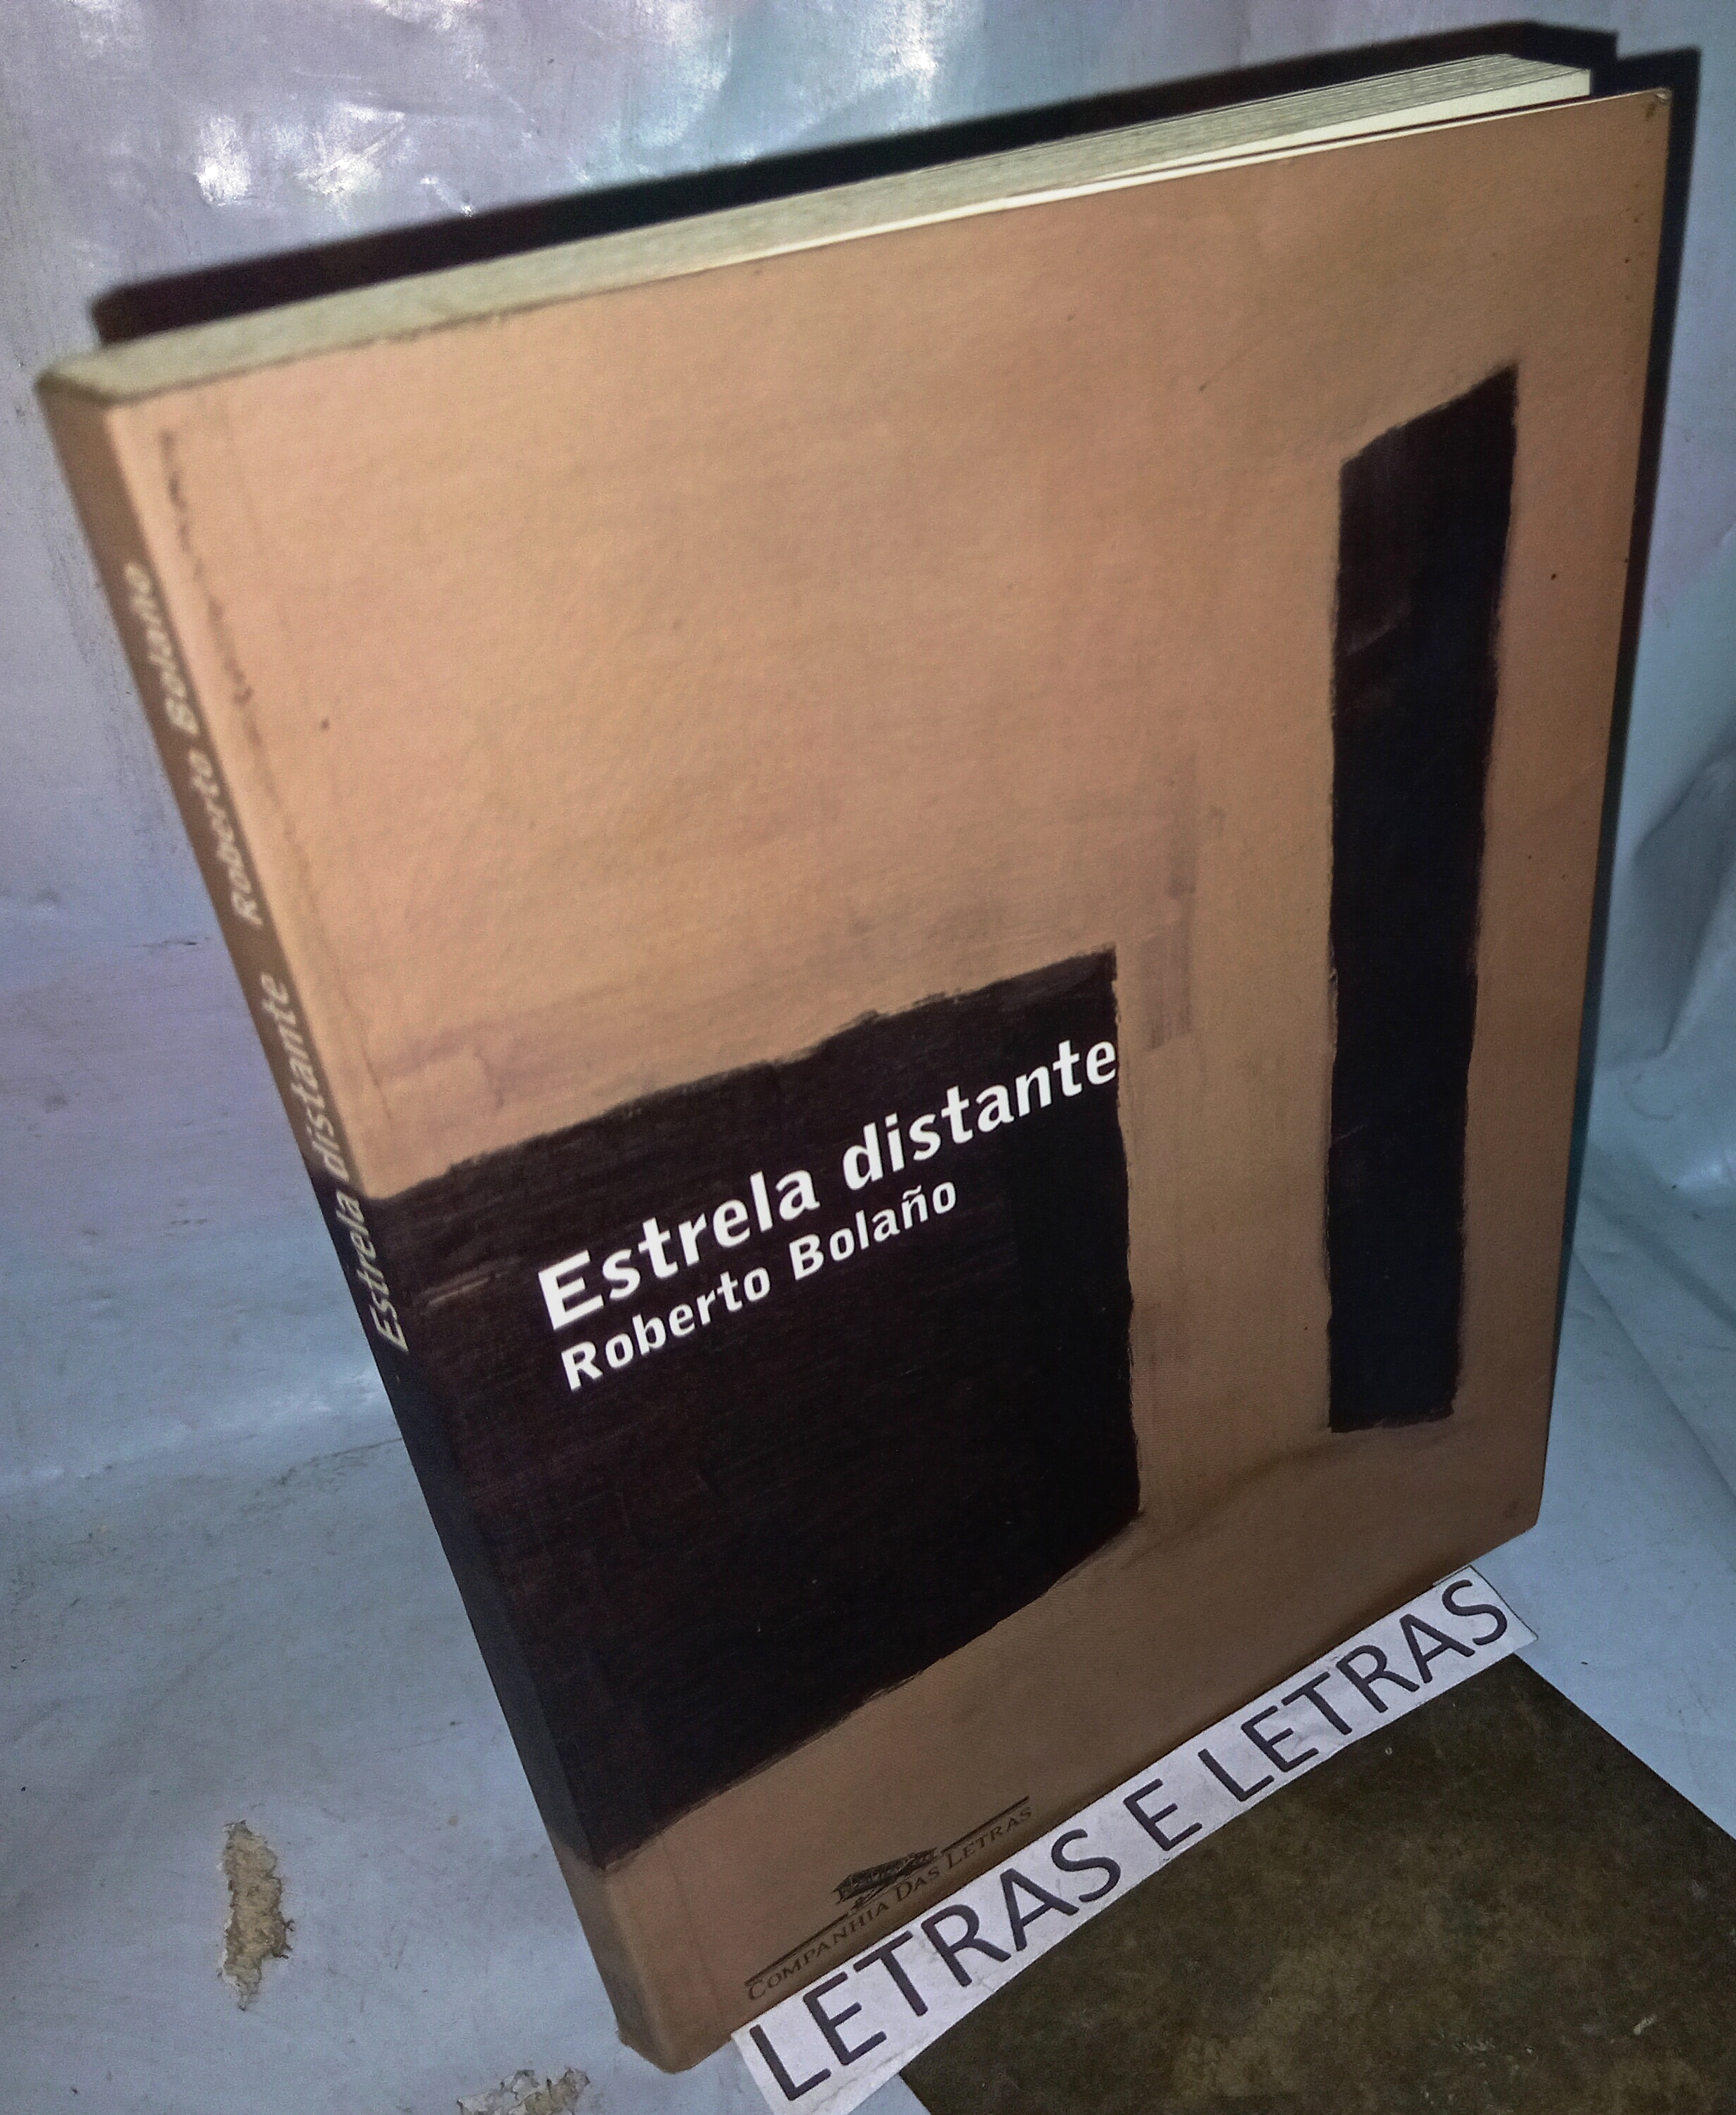 Estrela distante
Roberto Bolaño
Estrela distante Roberto Bolaño
COMPANHIA DAS LETRAS
LETRAS E LETRAS